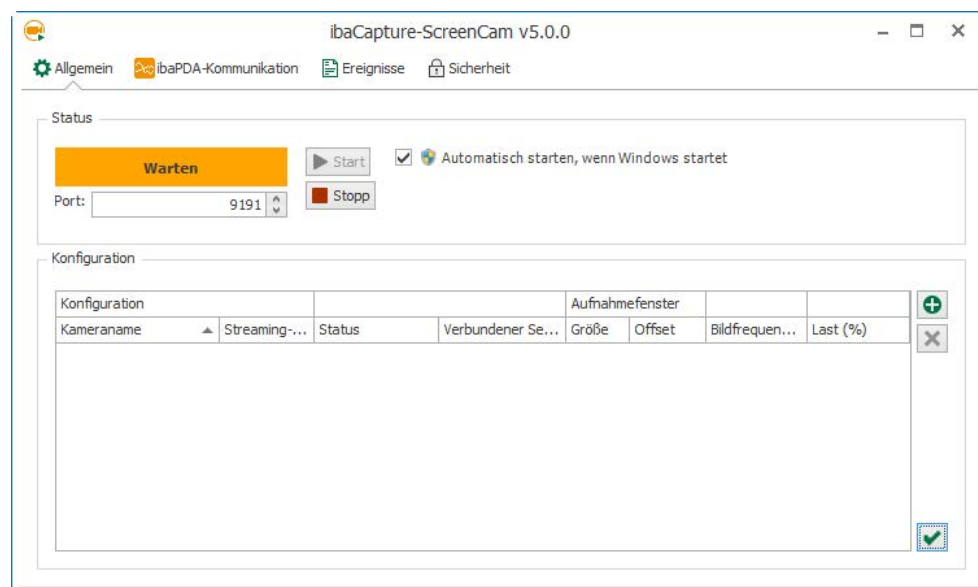 ibaCapture-ScreenCam v5.0.0
Allgemein ibaPDA-Kommunikation Ereignisse Sicherheit
Status
Warten Start Automatisch starten, wenn Windows startet
Port: 9191 Stopp
Konfiguration
Konfiguration Aufnahmefenster
Kameraname Streaming-... Status Verbundener Se... Größe Offset Bildfrequen... Last (%)